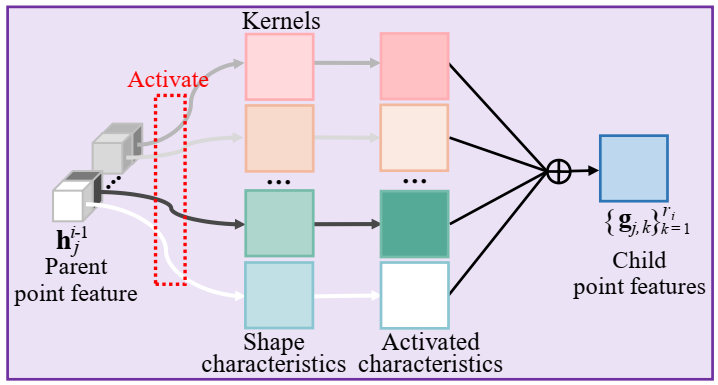 Kernels
Activate
...
...
...
h_j^{i-1}
Parent
point feature
Shape
characteristics
Activated
characteristics
{g_{j,k}}_{k=1}^{r_i}
Child
point features